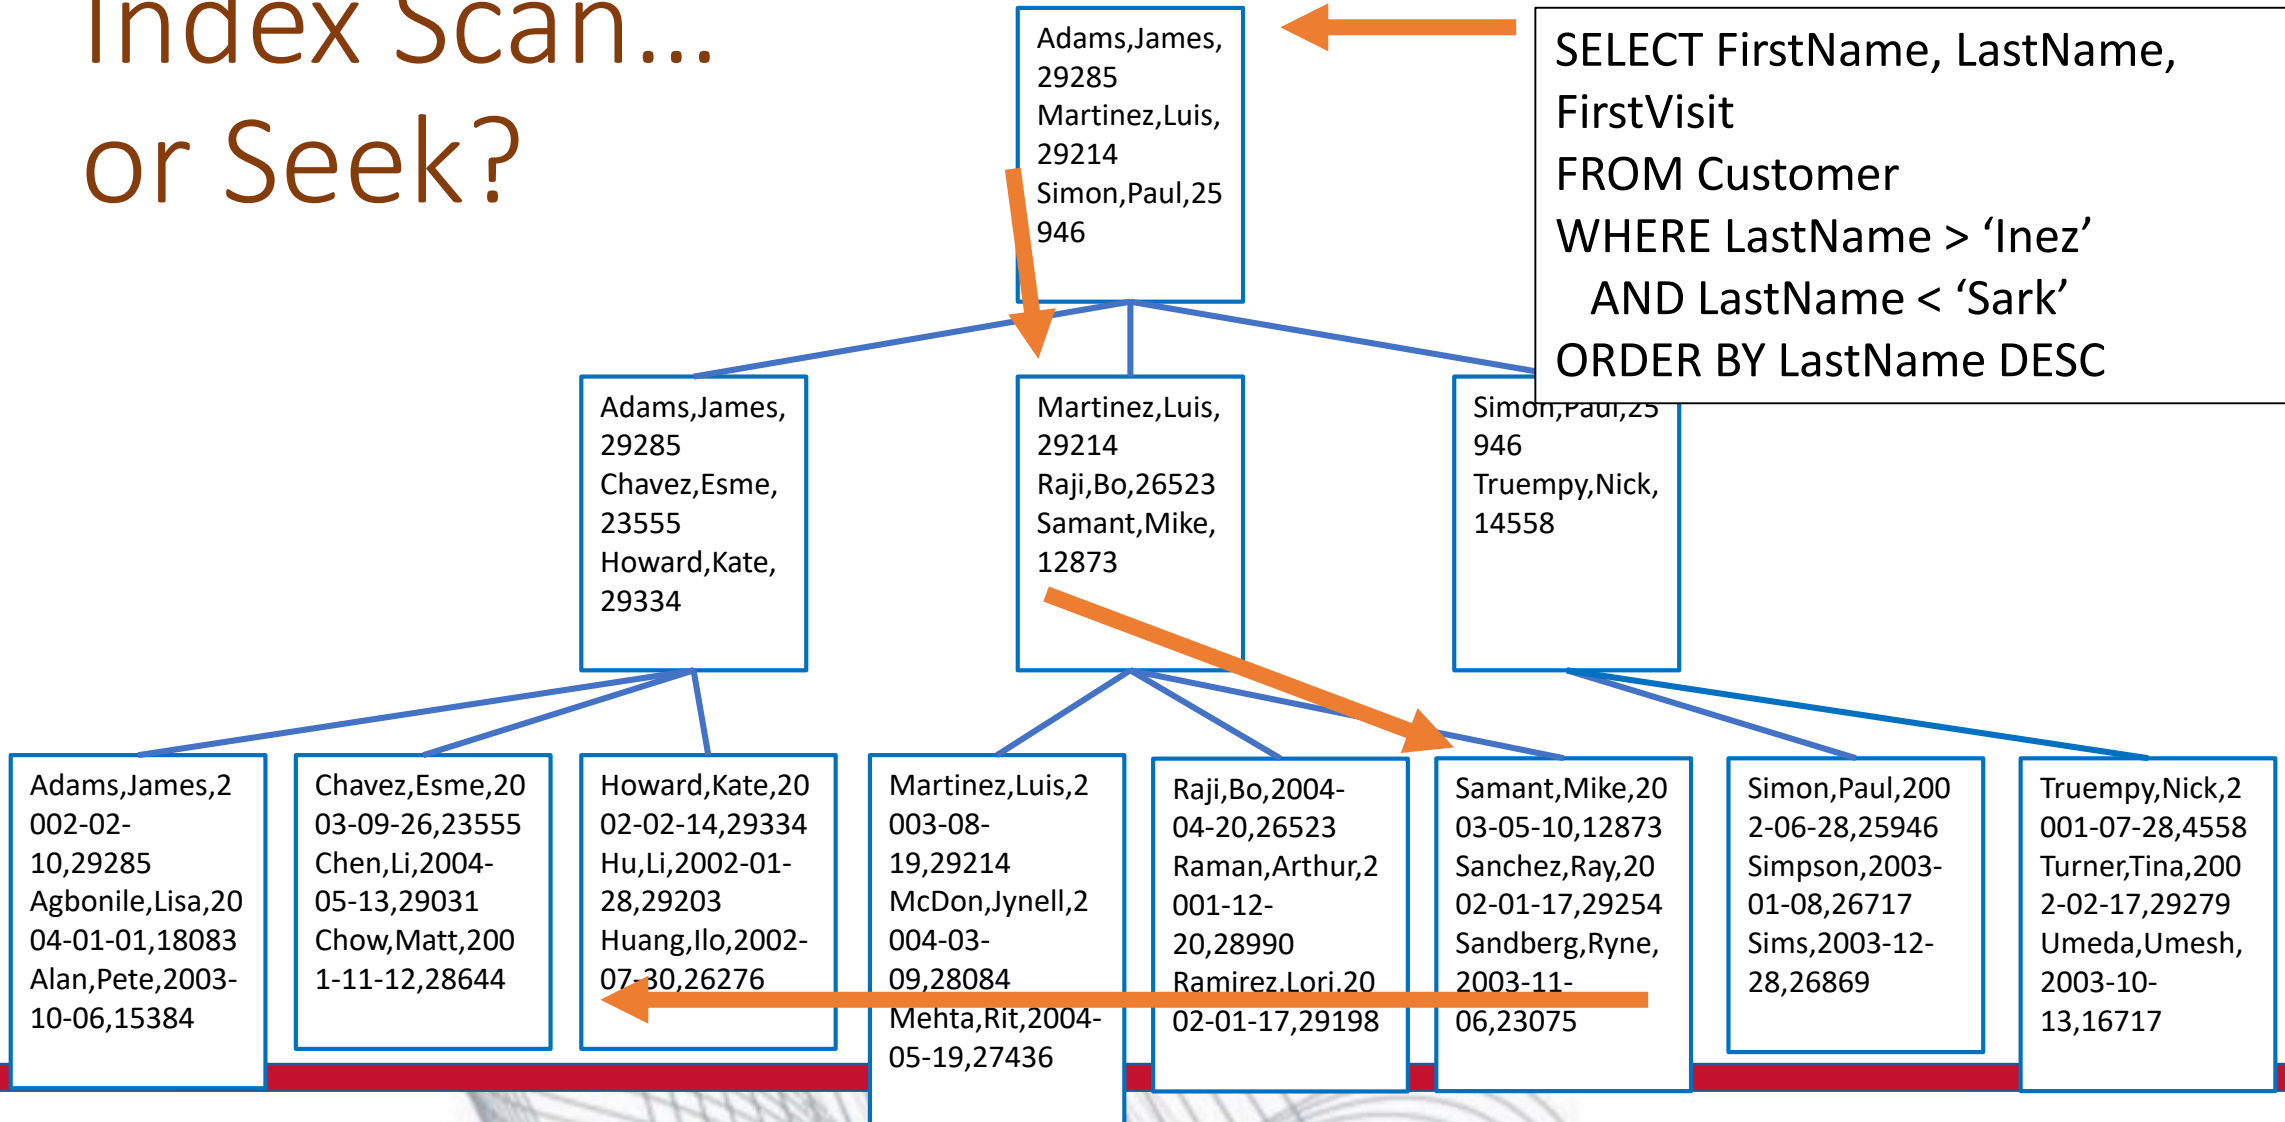 Index Scan...
or Seek?
Adams,James,
29285
Martinez,Luis,
29214
Simon,Paul,25
946
SELECT FirstName, LastName,
FirstVisit
FROM Customer
WHERE LastName > ‘Inez’
AND LastName < ‘Sark’
ORDER BY LastName DESC
Adams,James,
29285
Chavez,Esme,
23555
Howard,Kate,
29334
Martinez,Luis,
29214
Raji,Bo,26523
Samant,Mike,
12873
Simon,Paul,25
946
Truempy,Nick,
14558
Adams,James,2
002-02-
10,29285
Agbonile,Lisa,20
04-01-01,18083
Alan,Pete,2003-
10-06,15384
Chavez,Esme,20
03-09-26,23555
Chen,Li,2004-
05-13,29031
Chow,Matt,200
1-11-12,28644
Howard,Kate,20
02-02-14,29334
Hu,Li,2002-01-
28,29203
Huang,Ilo,2002-
07-30,26276
Martinez,Luis,2
003-08-
19,29214
McDon,Jynell,2
004-03-
09,28084
Mehta,Rit,2004-
05-19,27436
Raji,Bo,2004-
04-20,26523
Raman,Arthur,2
001-12-
20,28990
Ramirez,Lori,20
02-01-17,29198
Samant,Mike,20
03-05-10,12873
Sanchez,Ray,20
02-01-17,29254
Sandberg,Ryne,
2003-11-
06,23075
Simon,Paul,200
2-06-28,25946
Simpson,2003-
01-08,26717
Sims,2003-12-
28,26869
Truempy,Nick,2
001-07-28,4558
Turner,Tina,200
2-02-17,29279
Umeda,Umesh,
2003-10-
13,16717